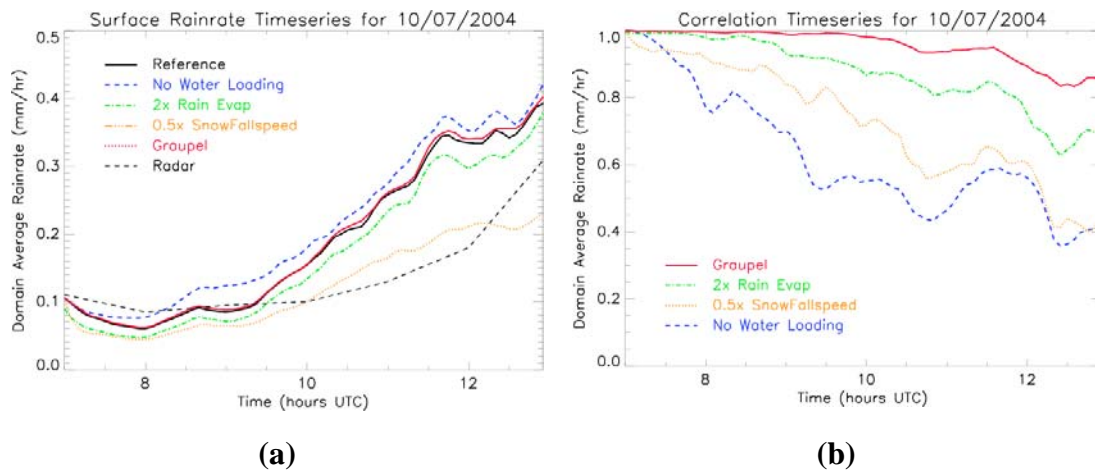 Surface Rainrate Timeseries for 10/07/2004
Domain Average Rainrate (mm/hr)
0.5
0.4
0.3
0.2
0.1
0.0
Reference
No Water Loading
2x Rain Evap
0.5x SnowFallspeed
Graupel
Radar
8
10
12
Time (hours UTC)
(a)
Correlation Timeseries for 10/07/2004
Domain Average Rainrate (mm/hr)
1.0
0.8
0.6
0.4
0.2
0.0
Graupel
2x Rain Evap
0.5x SnowFallspeed
No Water Loading
8
10
12
Time (hours UTC)
(b)